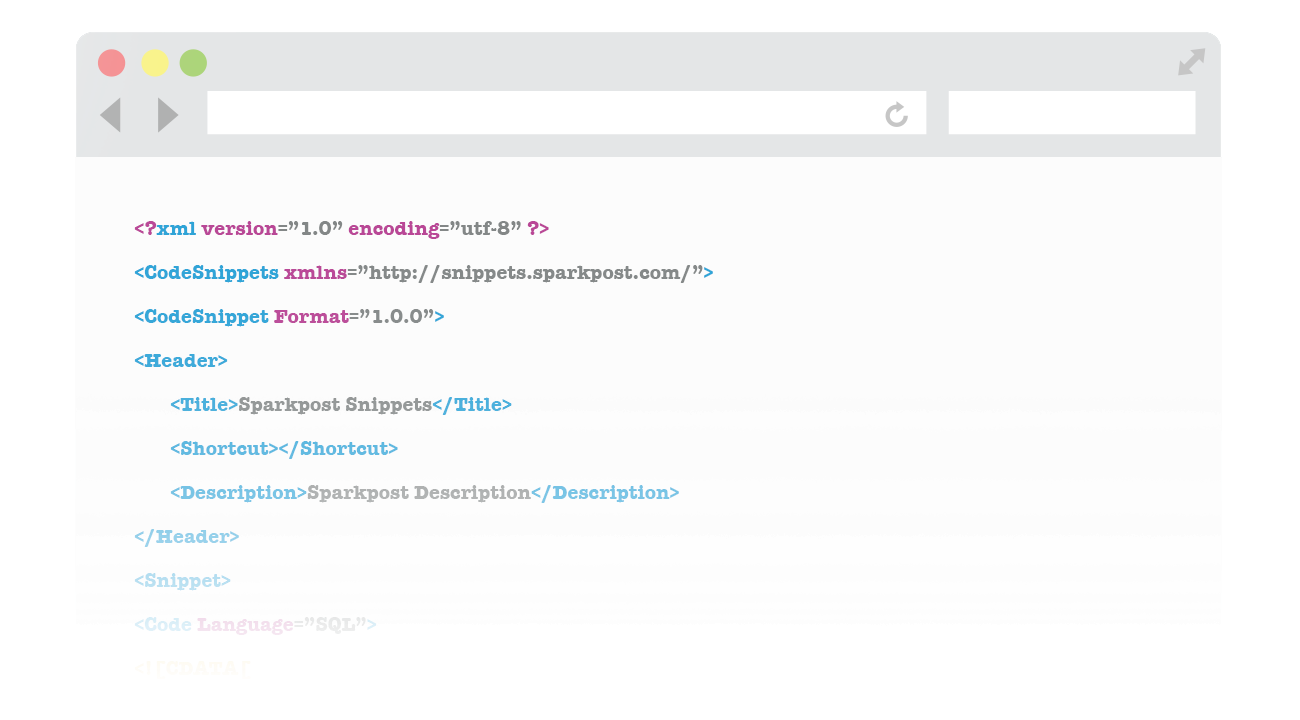 <?xml version=”1.0” encoding=”utf-8” ?>
<CodeSnippets xmlns=”http://snippets.sparkpost.com/”>
<CodeSnippet Format=”1.0.0”>
<Header>
<Title>Sparkpost Snippets</Title>
<Shortcut></Shortcut>
<Description>Sparkpost Description</Description>
</Header>
<Snippet>
<Code Language=”SQL”>
<![CDATA[